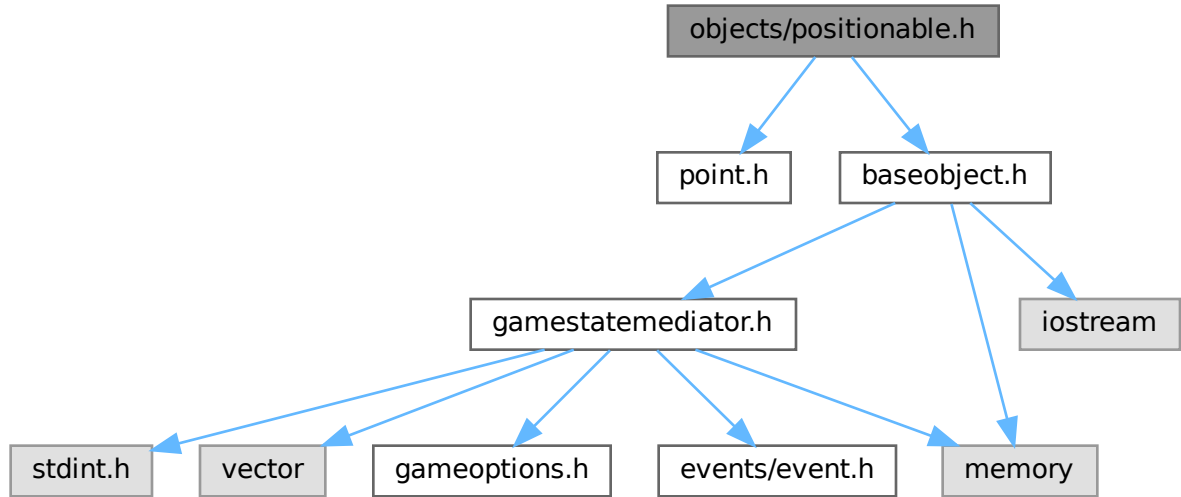 objects/positionable.h
point.h
baseobject.h
gamestatemediator.h
iostream
stdint.h
vector
gameoptions.h
events/event.h
memory